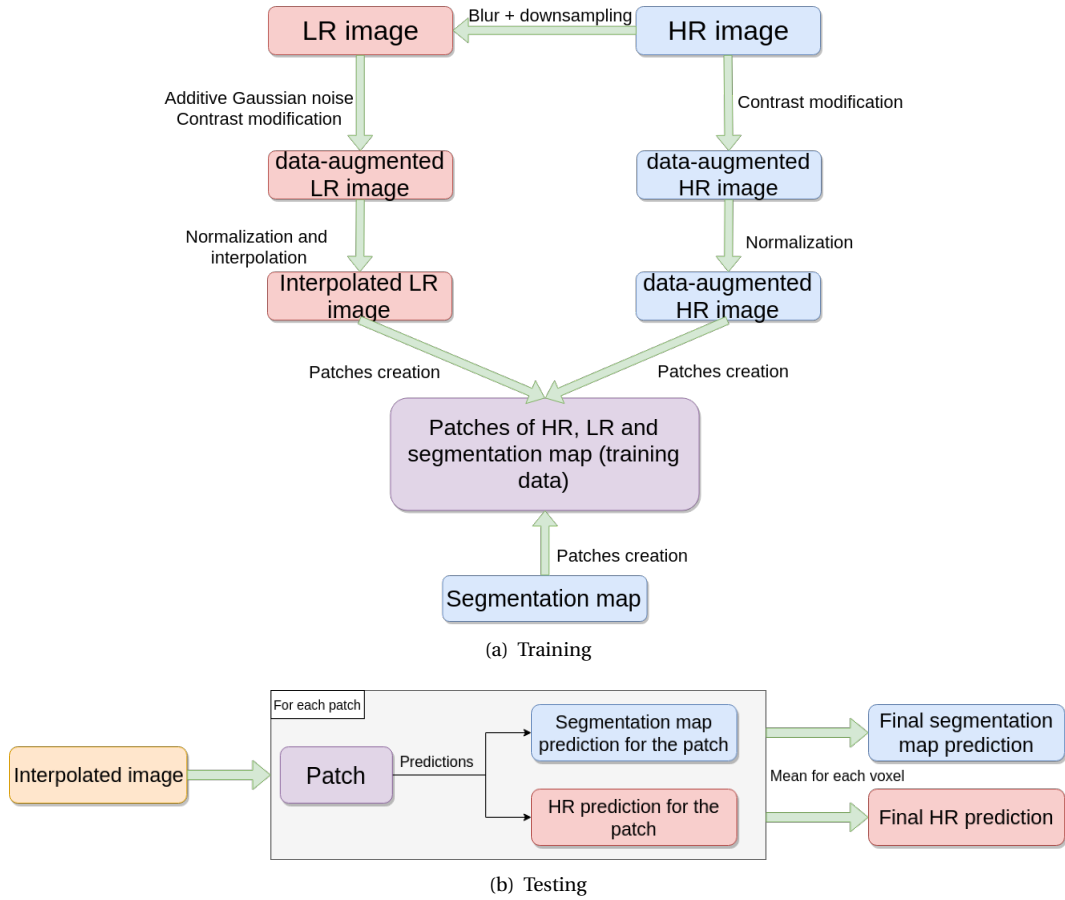 LR image
Blur + downsampling
HR image
Additive Gaussian noise
Contrast modification
Contrast modification
data-augmented
LR image
data-augmented
HR image
Normalization and
interpolation
Normalization
Interpolated LR
image
data-augmented
HR image
Patches creation
Patches creation
Patches of HR, LR and
segmentation map (training
data)
Patches creation
Segmentation map
(a) Training
For each patch
Interpolated image
Patch
Predictions
Segmentation map
prediction for the patch
HR prediction for the
patch
Mean for each voxel
Final segmentation
map prediction
Final HR prediction
(b) Testing